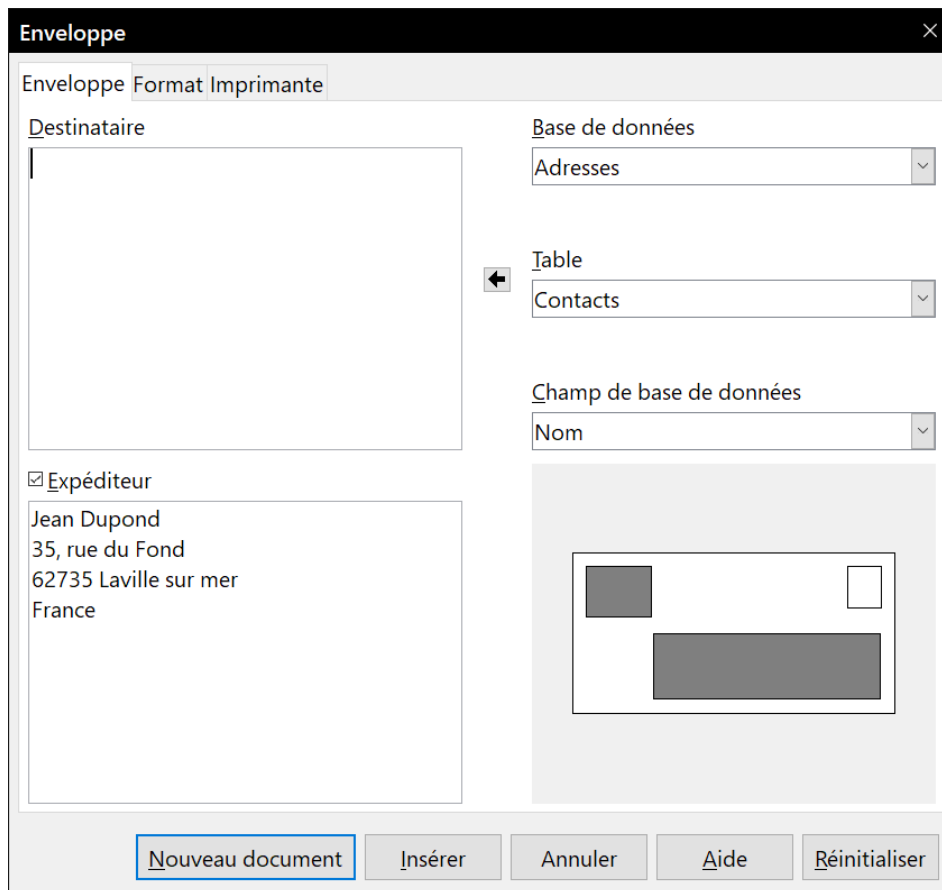 Enveloppe
Enveloppe Format Imprimante
Destinataire
Base de données
Adresses
Table
Contacts
Champ de base de données
Nom
Expéditeur
Jean Dupond
35, rue du Fond
62735 Laville sur mer
France
Nouveau document Insérer Annuler Aide Réinitialiser